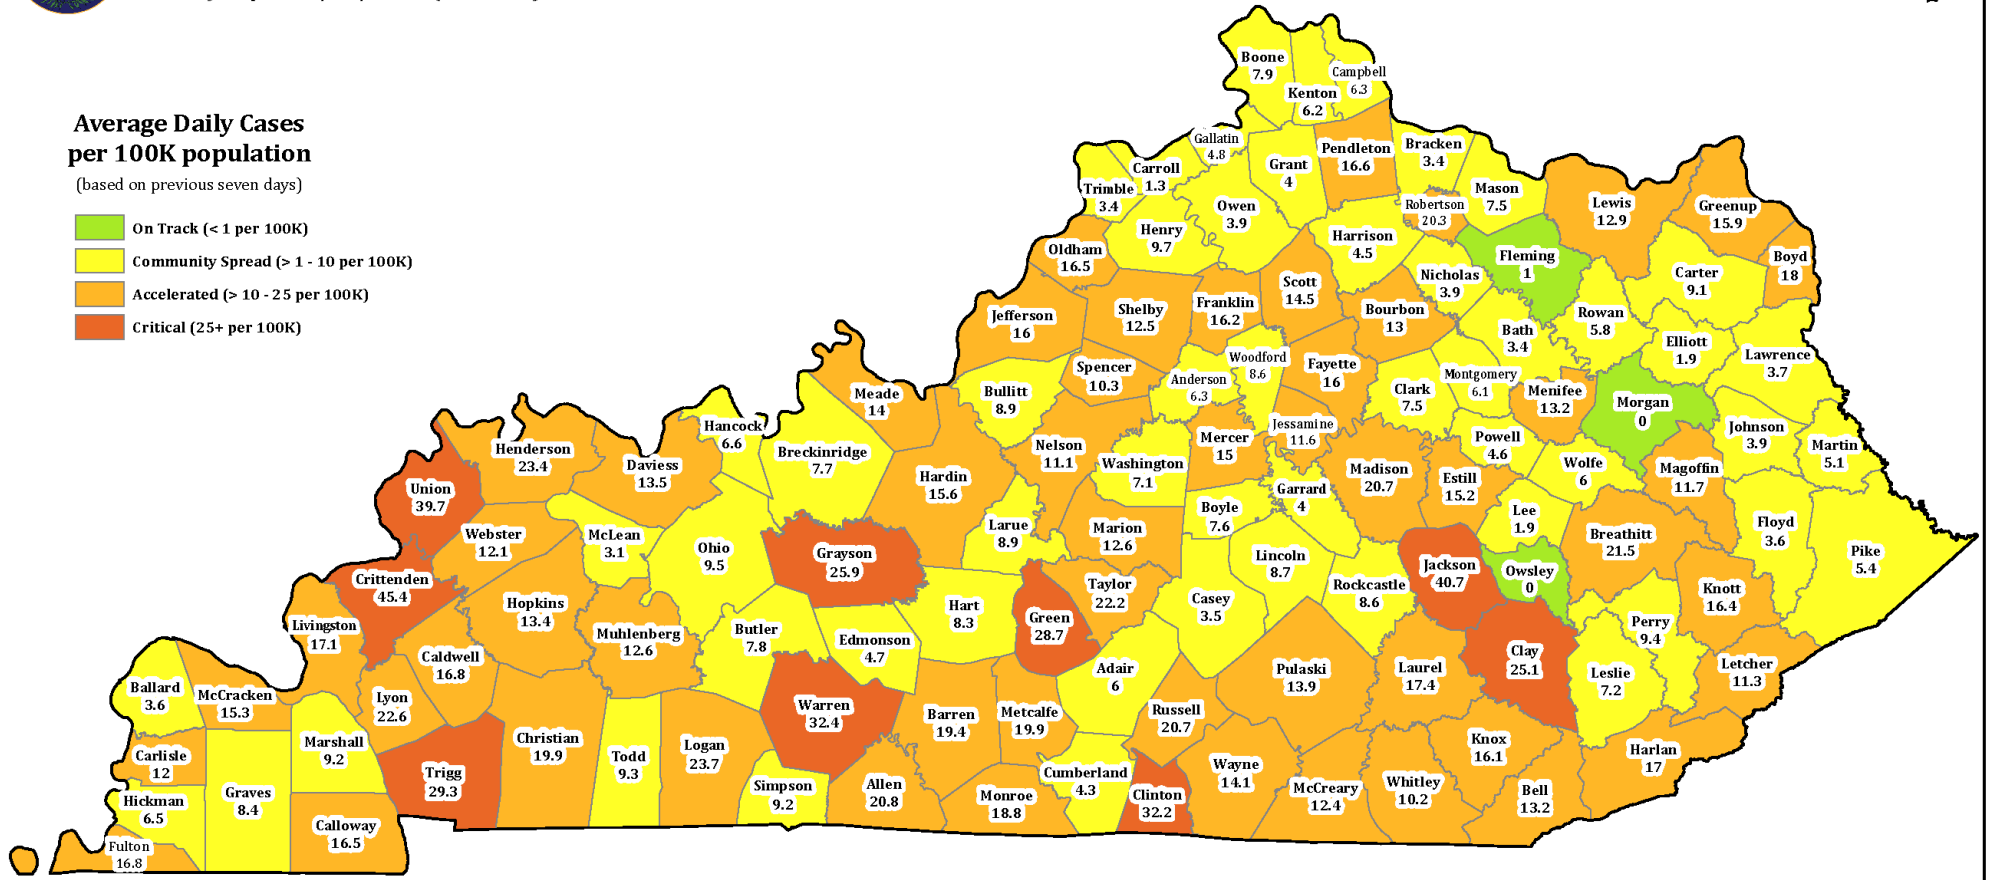 Average Daily Cases
per 100K population
(based on previous seven days)
On Track (< 1 per 100K)
Community Spread (> 1 - 10 per 100K)
Accelerated (> 10 - 25 per 100K)
Critical (25+ per 100K)
Boone
7.9
Kenton
6.2
Campbell
6.3
Gallatin
4.8
Carroll
1.3
Trimble
3.4
Grant
4
Pendleton
16.6
Bracken
3.4
Mason
7.5
Robertson
20.3
Lewis
12.9
Greenup
15.9
Boyd
18
Owen
3.9
Henry
9.7
Oldham
16.5
Harrison
4.5
Nicholas
3.9
Fleming
1
Carter
9.1
Rowan
5.8
Elliott
1.9
Lawrence
3.7
Jefferson
16
Shelby
12.5
Franklin
16.2
Scott
14.5
Bourbon
13
Bath
3.4
Woodford
8.6
Fayette
16
Montgomery
6.1
Menifee
13.2
Morgan
0
Spencer
10.3
Anderson
6.3
Clark
7.5
Bullitt
8.9
Meade
14
Hancock
6.6
Breckinridge
7.7
Hardin
15.6
Nelson
11.1
Washington
7.1
Mercer
15
Jessamine
11.6
Powell
4.6
Johnson
3.9
Martin
5.1
Wolfe
6
Magoffin
11.7
Madison
20.7
Estill
15.2
Garrard
4
Boyle
7.6
Lee
1.9
Breathitt
21.5
Floyd
3.6
Pike
5.4
Henderson
23.4
Daviess
13.5
Union
39.7
Webster
12.1
McLean
3.1
Ohio
9.5
Grayson
25.9
Larue
8.9
Marion
12.6
Lincoln
8.7
Rockcastle
8.6
Jackson
40.7
Owsley
0
Crittenden
45.4
Hopkins
13.4
Muhlenberg
12.6
Butler
7.8
Edmonson
4.7
Hart
8.3
Green
28.7
Taylor
22.2
Casey
3.5
Knott
16.4
Perry
9.4
Livingston
17.1
Caldwell
16.8
Lyon
22.6
Adair
6
Pulaski
13.9
Laurel
17.4
Clay
25.1
Leslie
7.2
Letcher
11.3
Ballard
3.6
McCracken
15.3
Marshall
9.2
Trigg
29.3
Christian
19.9
Todd
9.3
Logan
23.7
Warren
32.4
Barren
19.4
Metcalfe
19.9
Russell
20.7
Carlisle
12
Hickman
6.5
Graves
8.4
Fulton
16.8
Calloway
16.5
Simpson
9.2
Allen
20.8
Monroe
18.8
Cumberland
4.3
Clinton
32.2
Wayne
14.1
McCreary
12.4
Whitley
10.2
Knox
16.1
Bell
13.2
Harlan
17